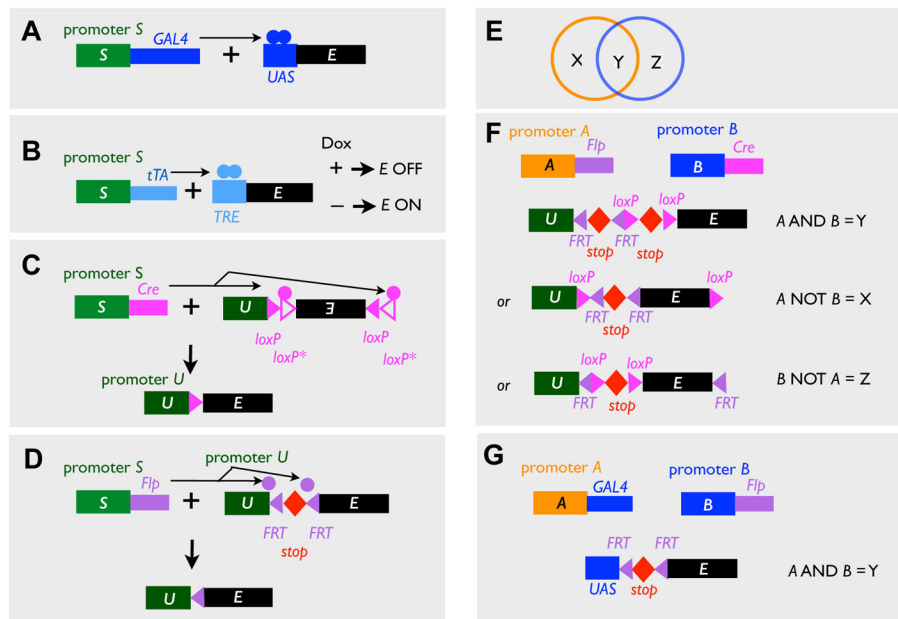 A
promoter S
GAL4
S
+
E
UAS
B
promoter S
tTA
S
+
E
TRE
Dox
+ → E OFF
– → E ON
C
promoter S
Cre
S
+
U
E
loxP
loxP*
loxP
loxP*
promoter U
U
E
D
promoter S
Flp
S
+
promoter U
U
E
FRT
FRT
stop
U
E
E
X
Y
Z
F
promoter A
Flp
A
promoter B
Cre
B
loxP
loxP
U
E
FRT
FRT
stop
stop
A AND B = Y
or
loxP
loxP
U
E
FRT
FRT
stop
A NOT B = X
or
loxP
loxP
U
E
FRT
stop
FRT
B NOT A = Z
G
promoter A
GAL4
A
promoter B
Flp
B
FRT
FRT
E
UAS
stop
A AND B = Y